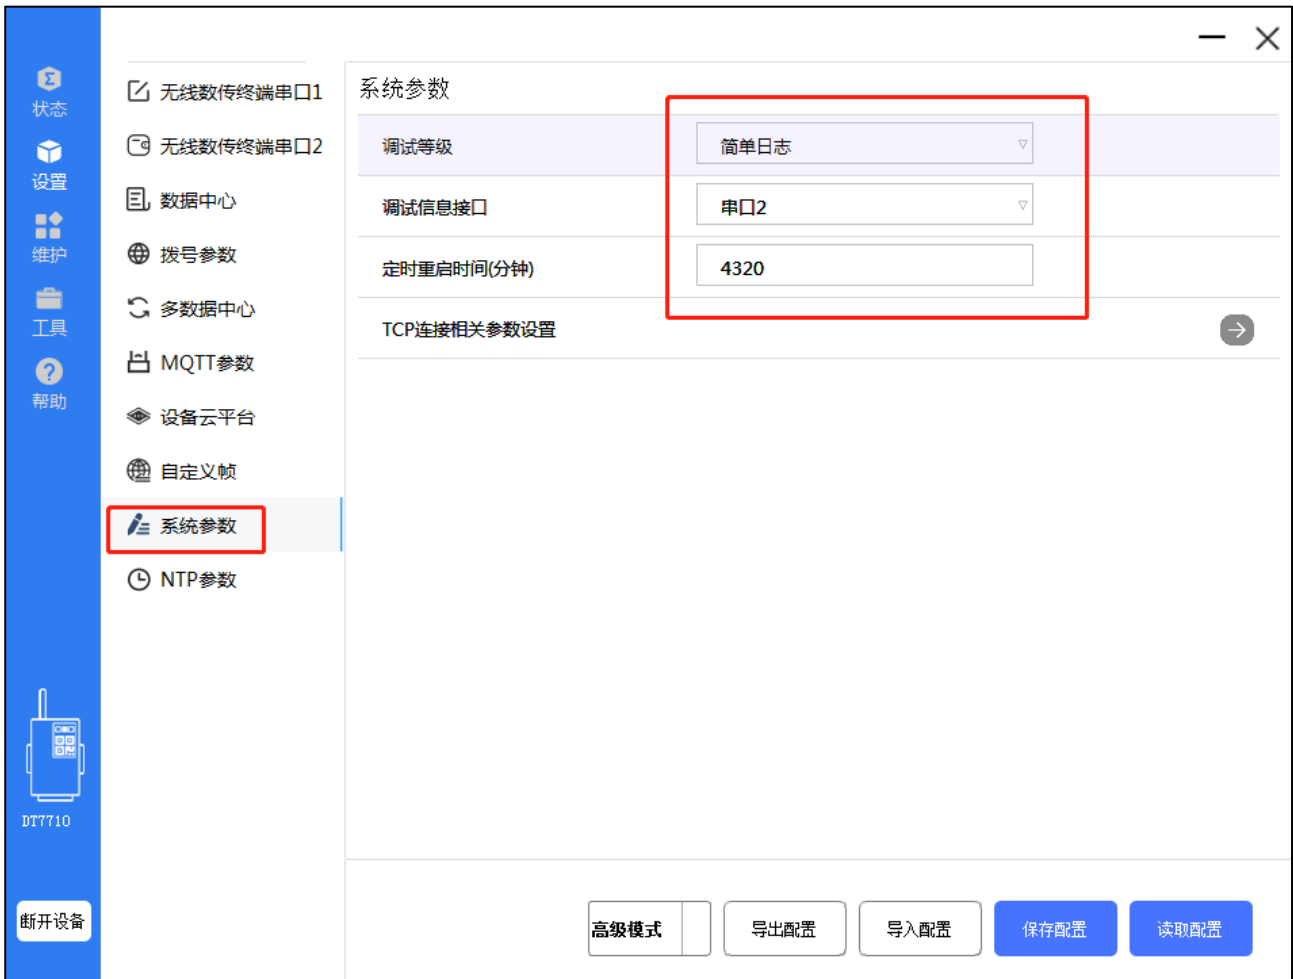 状态
设置
维护
工具
帮助
DT7710
断开设备
无线数传终端串口1
无线数传终端串口2
数据中心
拨号参数
多数据中心
MQTT参数
设备云平台
自定义帧
系统参数
NTP参数
系统参数
调试等级 简单日志
调试信息接口 串口2
定时重启时间(分钟) 4320
TCP连接相关参数设置
高级模式 导出配置 导入配置 保存配置 读取配置